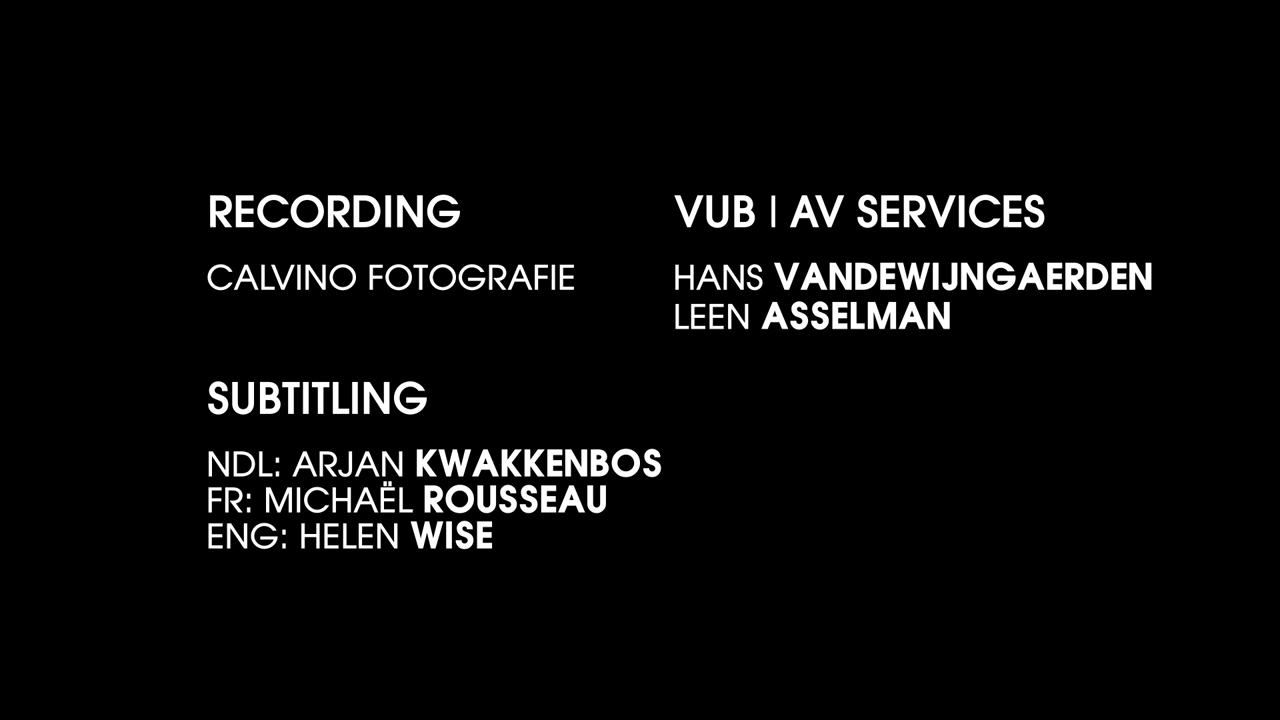 RECORDING
CALVINO FOTOGRAFIE
VUB | AV SERVICES
HANS VANDEWIJNGAERDEN
LEEN ASSELMAN
SUBTITLING
NDL: ARJAN KWAKKENBOS
FR: MICHAËL ROUSSEAU
ENG: HELEN WISE